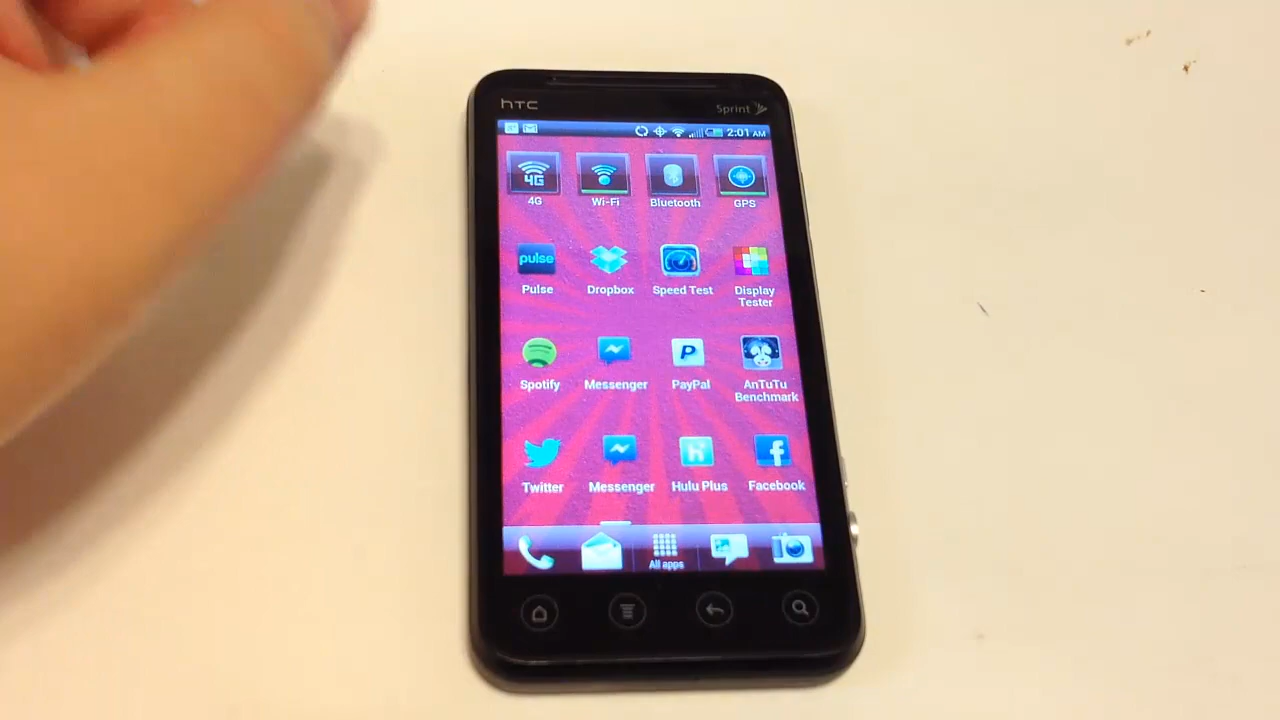 hTC
Sprint
2:01 AM
4G
4G Wi-Fi Bluetooth GPS
pulse
Pulse Dropbox Speed Test Display
Tester
P
Spotify Messenger PayPal AnTuTu
Benchmark
h f
Twitter Messenger Hulu Plus Facebook
All apps